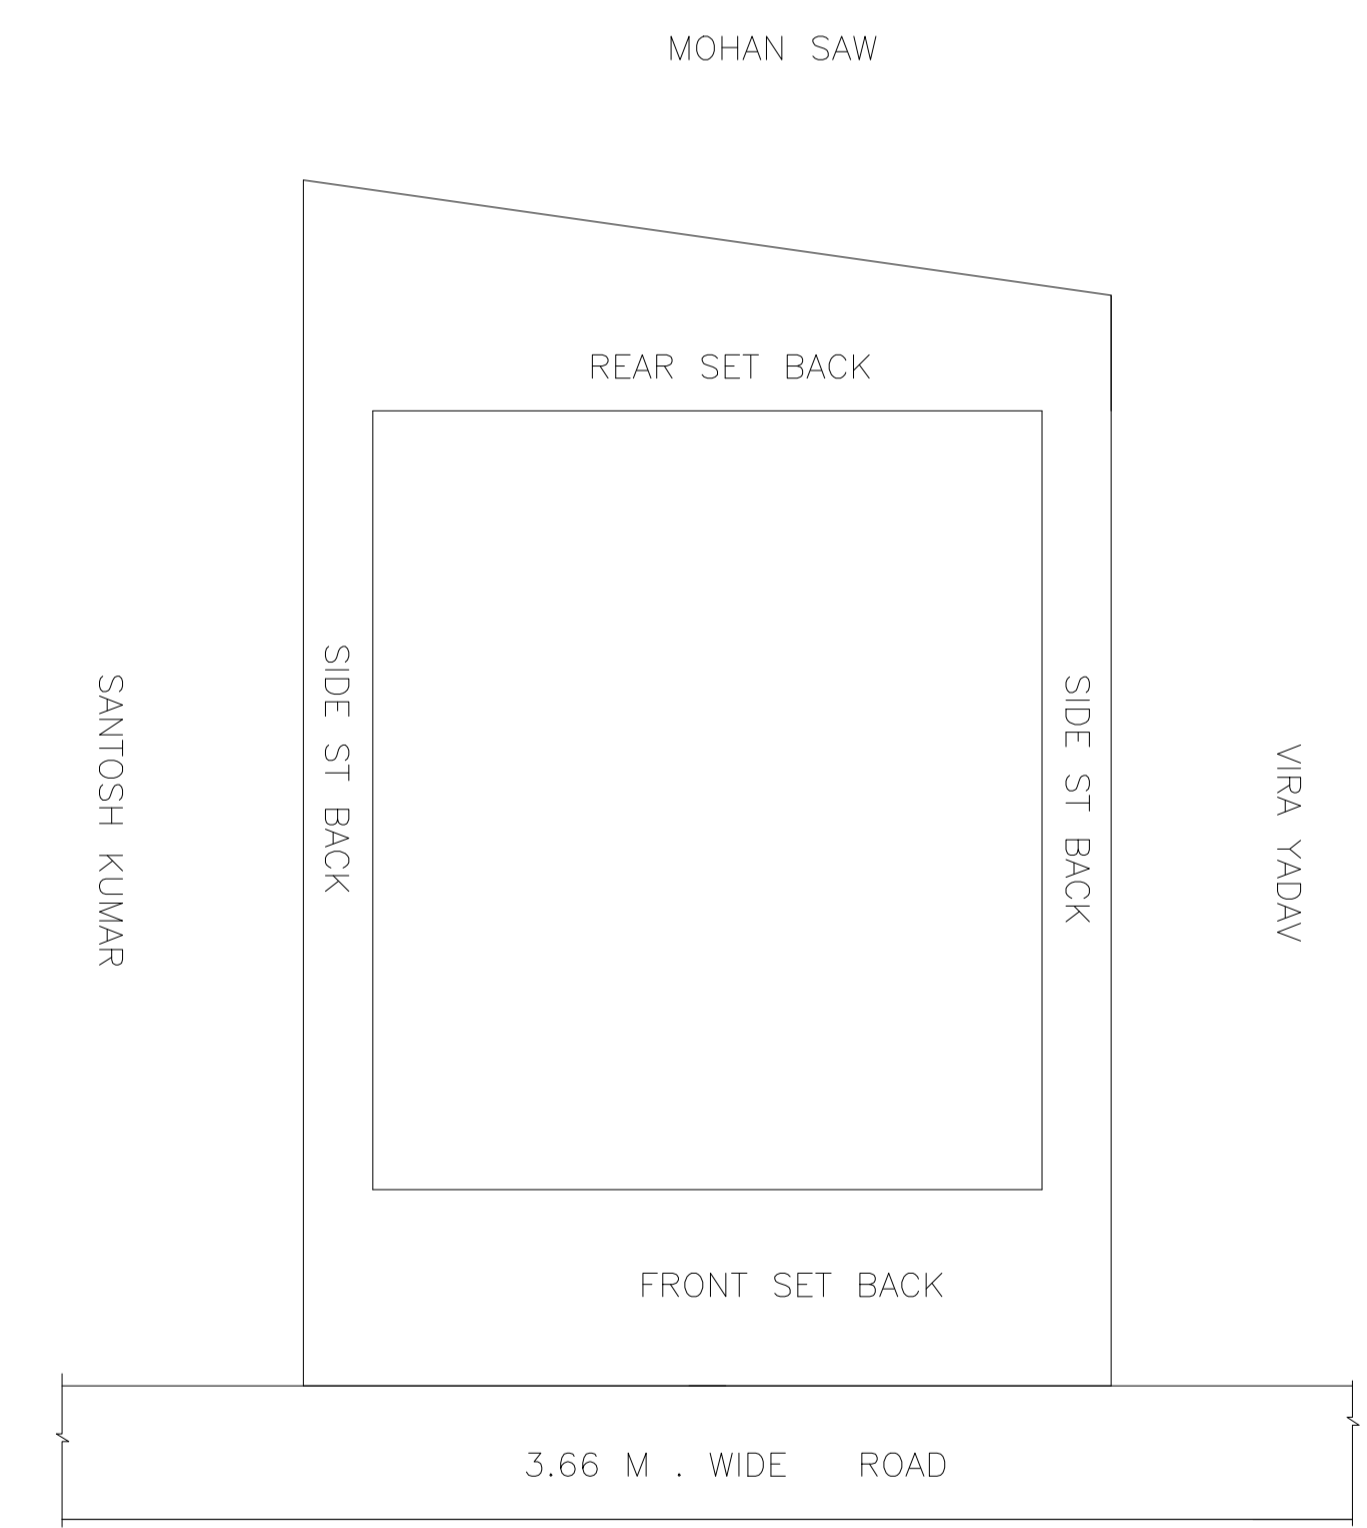 MOHAN SAW
REAR SET BACK
SANTOSH KUMAR
SIDE ST BACK
SIDE ST BACK
VIRA YADAV
FRONT SET BACK
3.66 M . WIDE ROAD